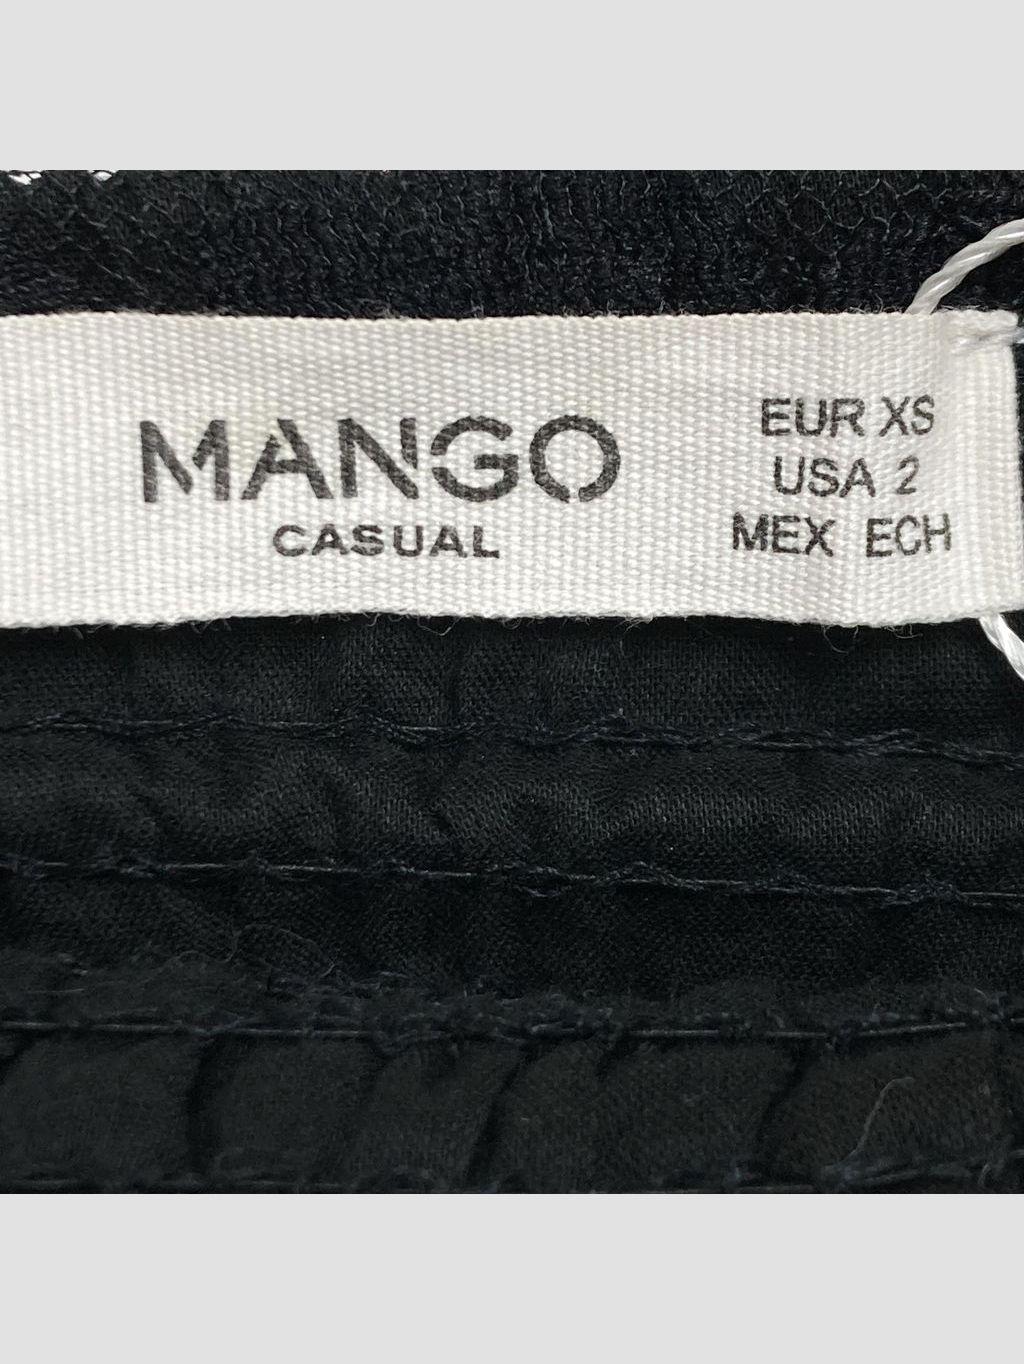 MANGO
CASUAL
EUR XS
USA 2
MEX ECH